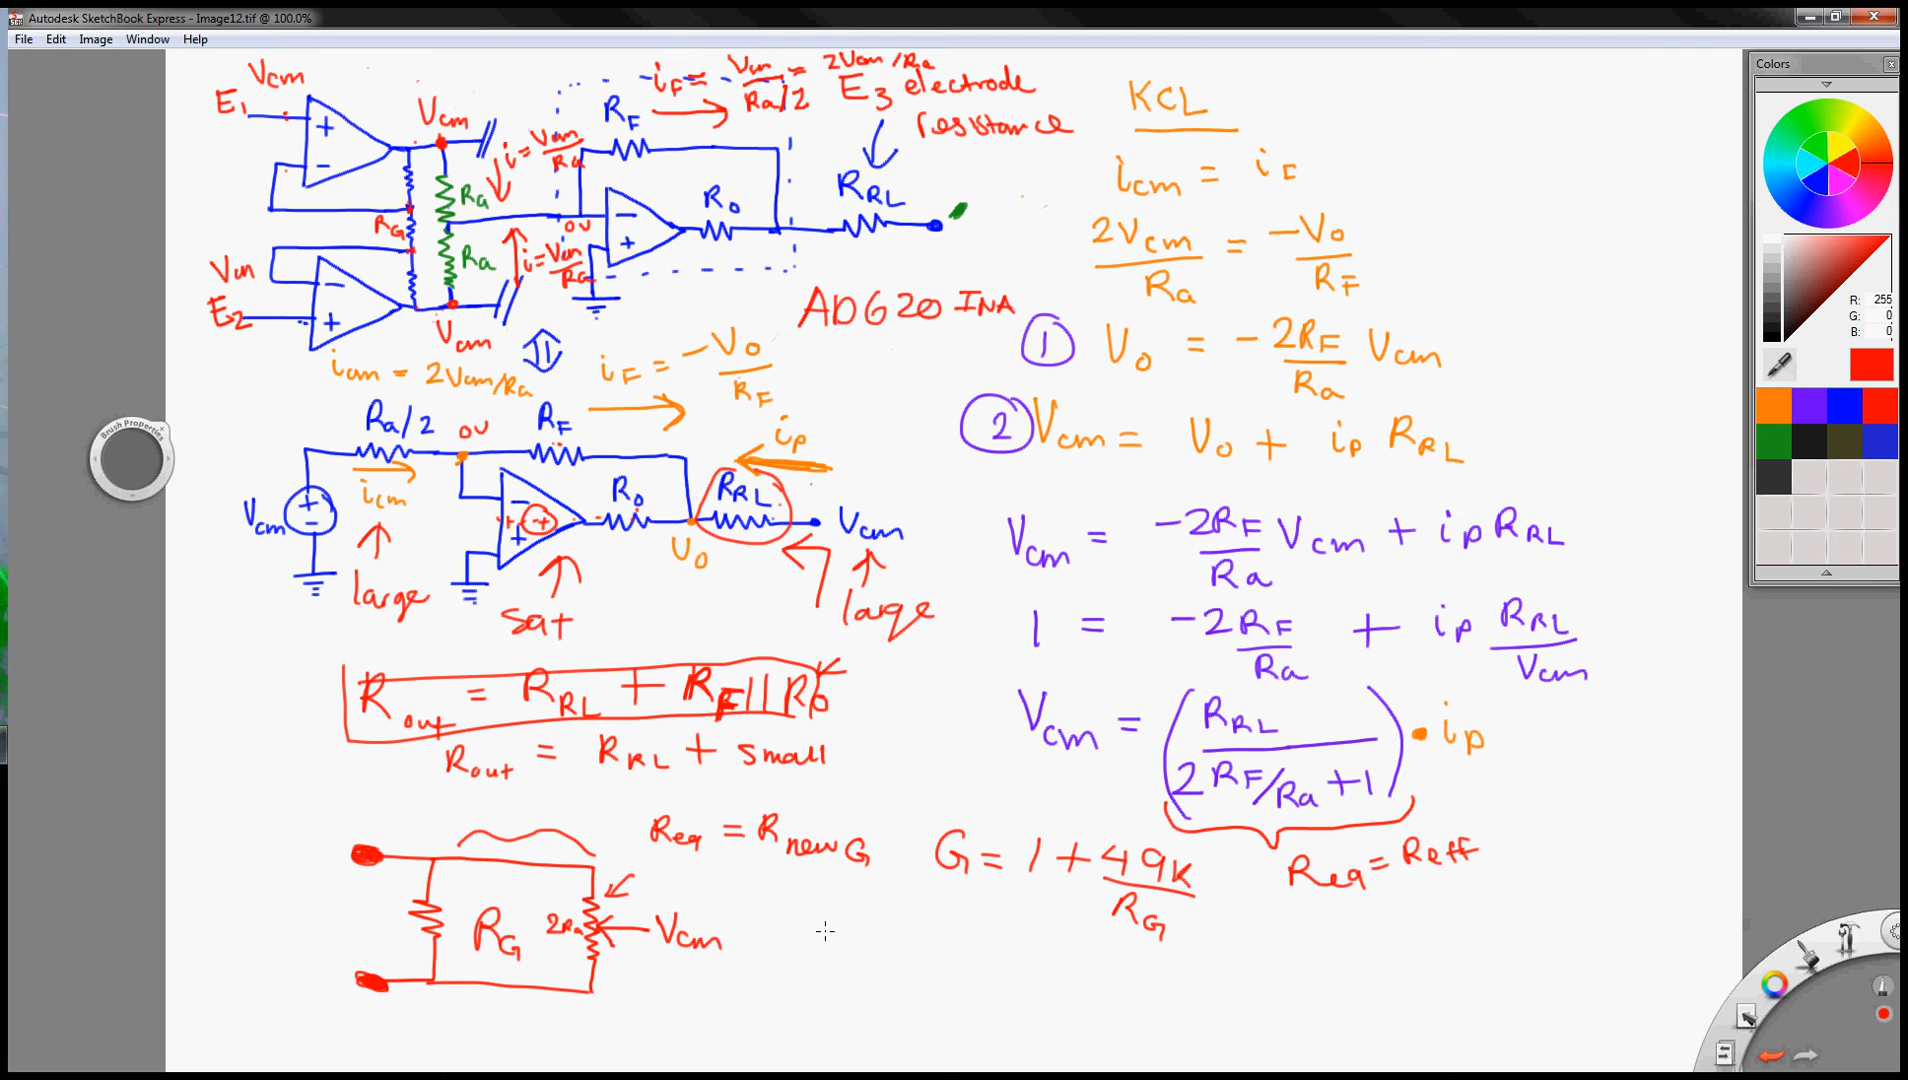 Autodesk SketchBook Express - Image12.tif @ 100.0%
File Edit Image Window Help
Vcm
E1
+
-
Vcm
i = Vcm/Ra
Ra
RG
Ra
i = Vcm/Ra
Vcm
E2
-
+
Vcm
RF
iF = Vcm/Ra/2 = 2Vcm/Ra
E3 electrode
resistance
R0
RRL
0V
-
+
AD620 INA
icm = 2Vcm/Ra
iF = -Vo/RF
Ra/2
0V
RF
ip
icm
Vcm
+
-
large
-
+
sat
R0
RRL
Vo
Vcm
large
Rout = RRL + RF||Ro
Rout = RRL + small
Req = RnewG
RG
2Ra
Vcm
KCL
icm = iF
2Vcm/Ra = -Vo/RF
1 Vo = -2RF/Ra Vcm
2 Vcm = Vo + ip RRL
Vcm = -2RF/Ra Vcm + ip RRL
1 = -2RF/Ra + ip RRL/Vcm
Vcm = (RRL/2RF/Ra+1) · ip
G = 1 + 49K/RG
Req = Reff
Colors
R: 255
G: 0
B: 0
Brush Properties